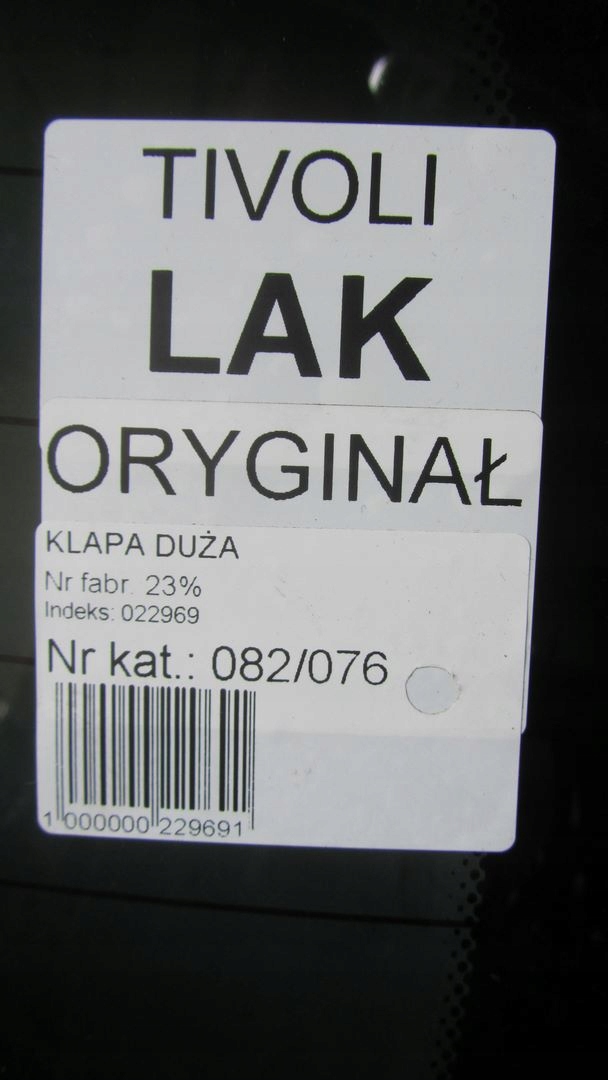 TIVOLI
LAK
ORYGINAŁ
KLAPA DUŻA
Nr fabr. 23%
Indeks: 022969
Nr kat.: 082/076
1 000000 229691